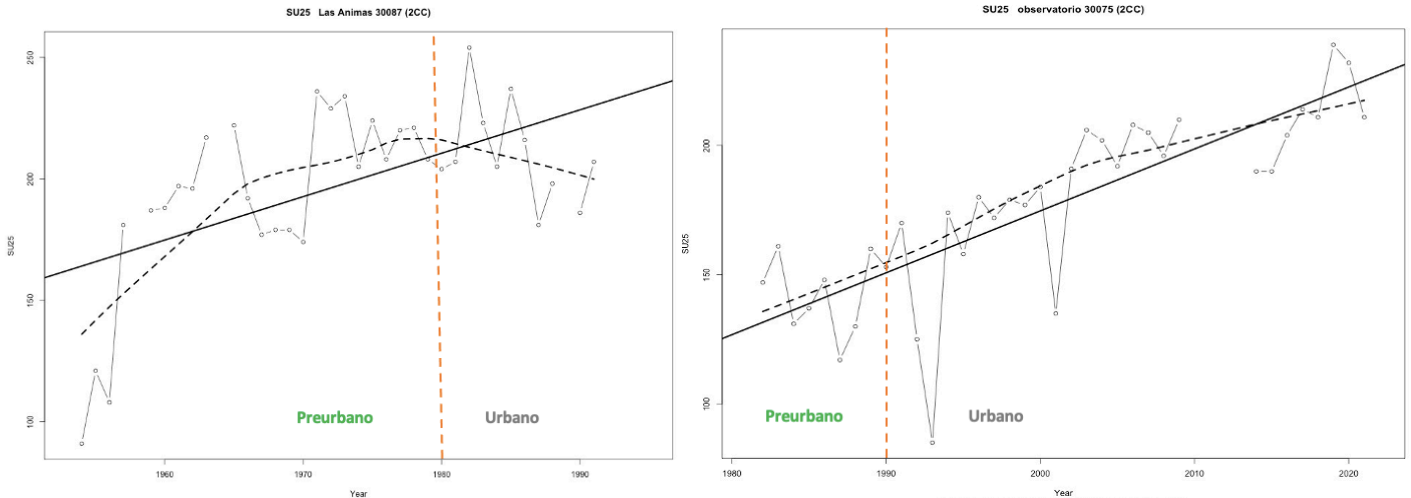 SU25 Las Animas 30087 (2CC)
250
200
150
100
SU25
Preurbano
Urbano
1960
1970
1980
1990
Year
SU25 observatorio 30075 (2CC)
200
150
100
SU25
Preurbano
Urbano
1980
1990
2000
2010
2020
Year